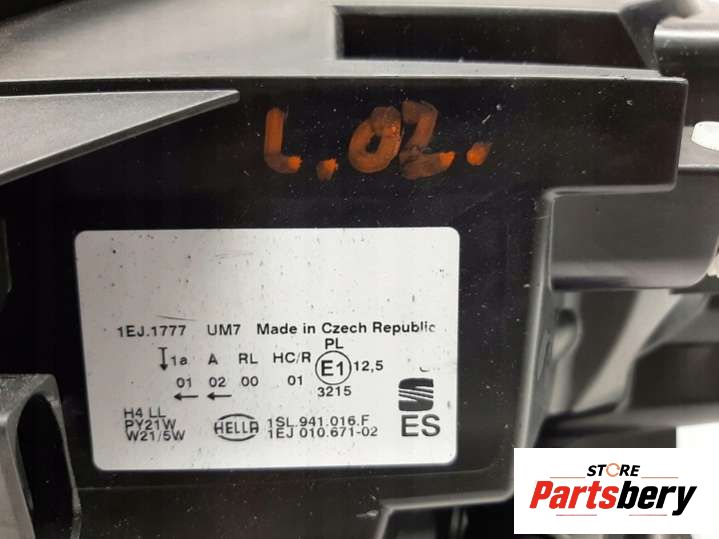 L.02.
1EJ.1777 UM7 Made in Czech Republic
PL
1a A RL HC/R E1 12,5
01 02 00 01
3215
H4 LL
PY21W
W21/5W
HELLA
1SL.941.016.F
1EJ 010.671-02
S
ES
STORE
Partsbery